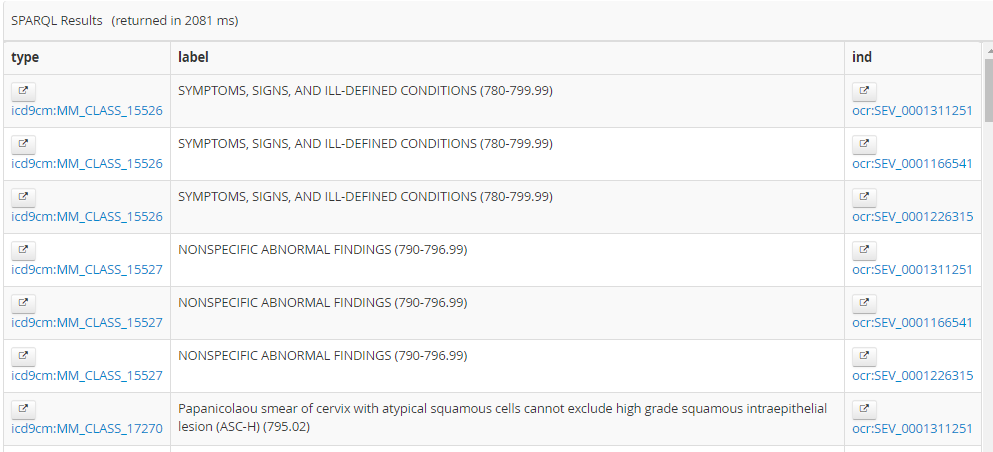 SPARQL Results (returned in 2081 ms)
type label ind
SYMPTOMS, SIGNS, AND ILL-DEFINED CONDITIONS (780-799.99)
icd9cm:MM_CLASS_15526 ocr:SEV_0001311251
SYMPTOMS, SIGNS, AND ILL-DEFINED CONDITIONS (780-799.99)
icd9cm:MM_CLASS_15526 ocr:SEV_0001166541
SYMPTOMS, SIGNS, AND ILL-DEFINED CONDITIONS (780-799.99)
icd9cm:MM_CLASS_15526 ocr:SEV_0001226315
NONSPECIFIC ABNORMAL FINDINGS (790-796.99)
icd9cm:MM_CLASS_15527 ocr:SEV_0001311251
NONSPECIFIC ABNORMAL FINDINGS (790-796.99)
icd9cm:MM_CLASS_15527 ocr:SEV_0001166541
NONSPECIFIC ABNORMAL FINDINGS (790-796.99)
icd9cm:MM_CLASS_15527 ocr:SEV_0001226315
Papanicolaou smear of cervix with atypical squamous cells cannot exclude high grade squamous intraepithelial
lesion (ASC-H) (795.02)
icd9cm:MM_CLASS_17270 ocr:SEV_0001311251